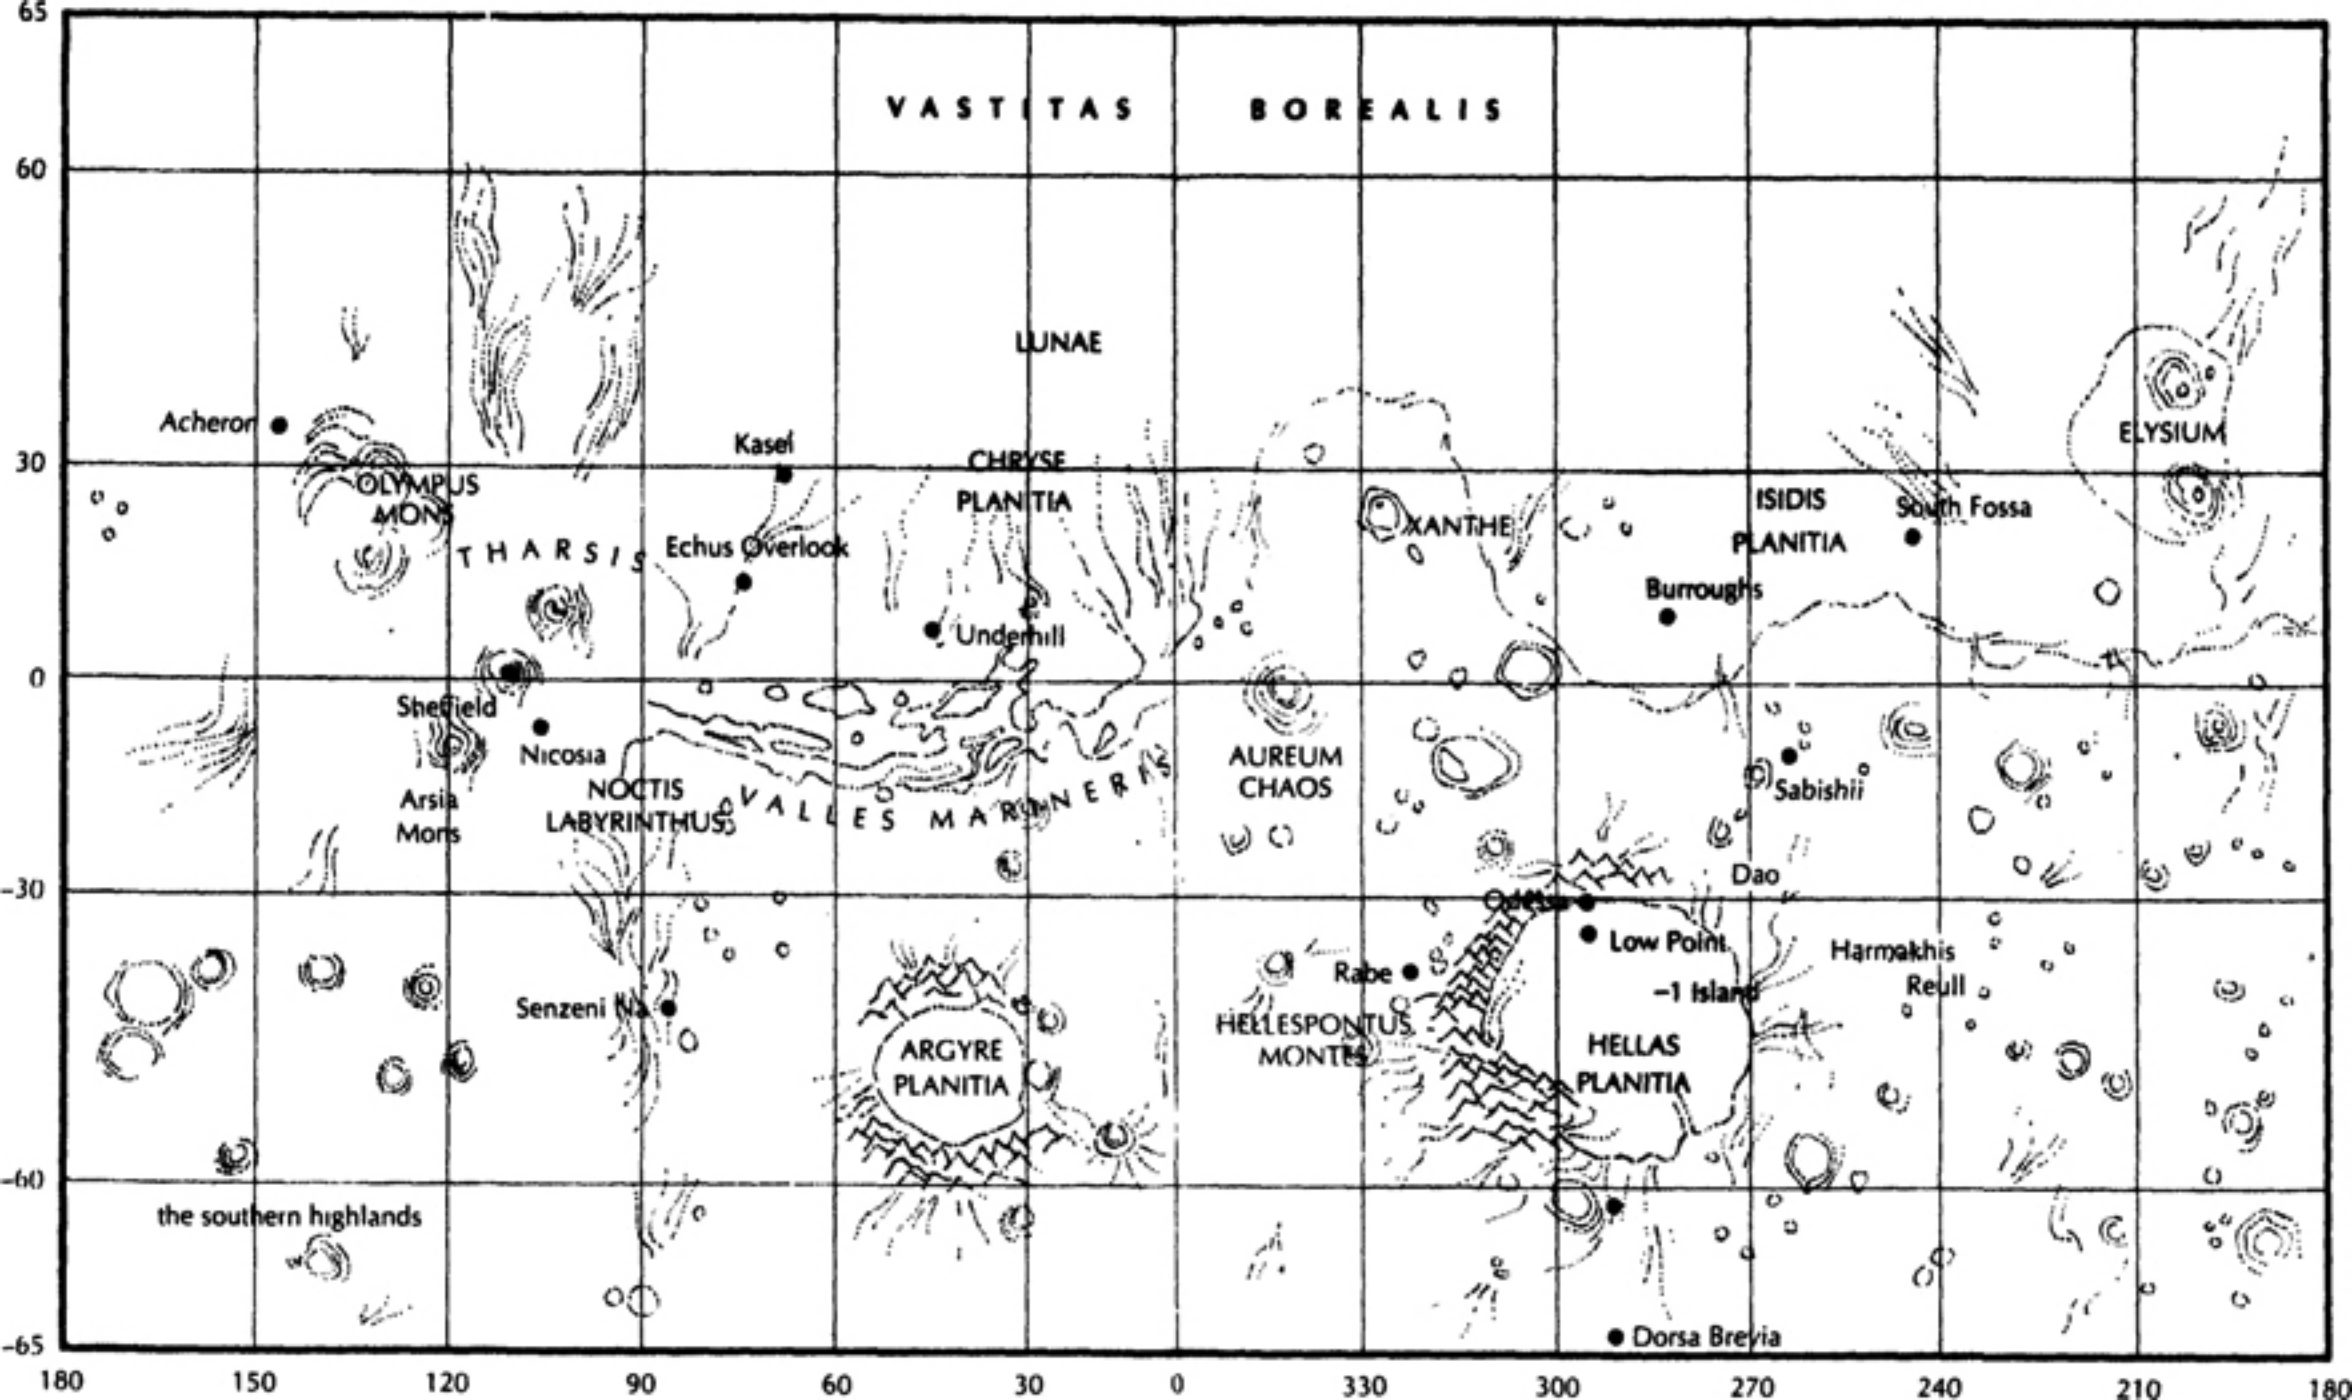 65
VASTITAS BOREALIS
60
LUNAE
Acheron
Kasei
30
CHRYSE
PLANITIA
ELYSIUM
OLYMPUS
MONS
XANTHE
ISIDIS
PLANITIA
South Fossa
THARSIS
Echus Overlook
Burroughs
Underhill
0
Sheffield
Nicosia
NOCTIS
LABYRINTHUS
Arsia
Mons
VALLES MARINERIS
AUREUM
CHAOS
Sabishii
Dao
-30
Odessa
Low Point
Harmakhis
Reull
Rabe
-1 Island
Senzeni Na
HELLESPONTUS
MONTES
ARGYRE
PLANITIA
HELLAS
PLANITIA
-60
the southern highlands
Dorsa Brevia
-65
180 150 120 90 60 30 0 330 300 270 240 210 180